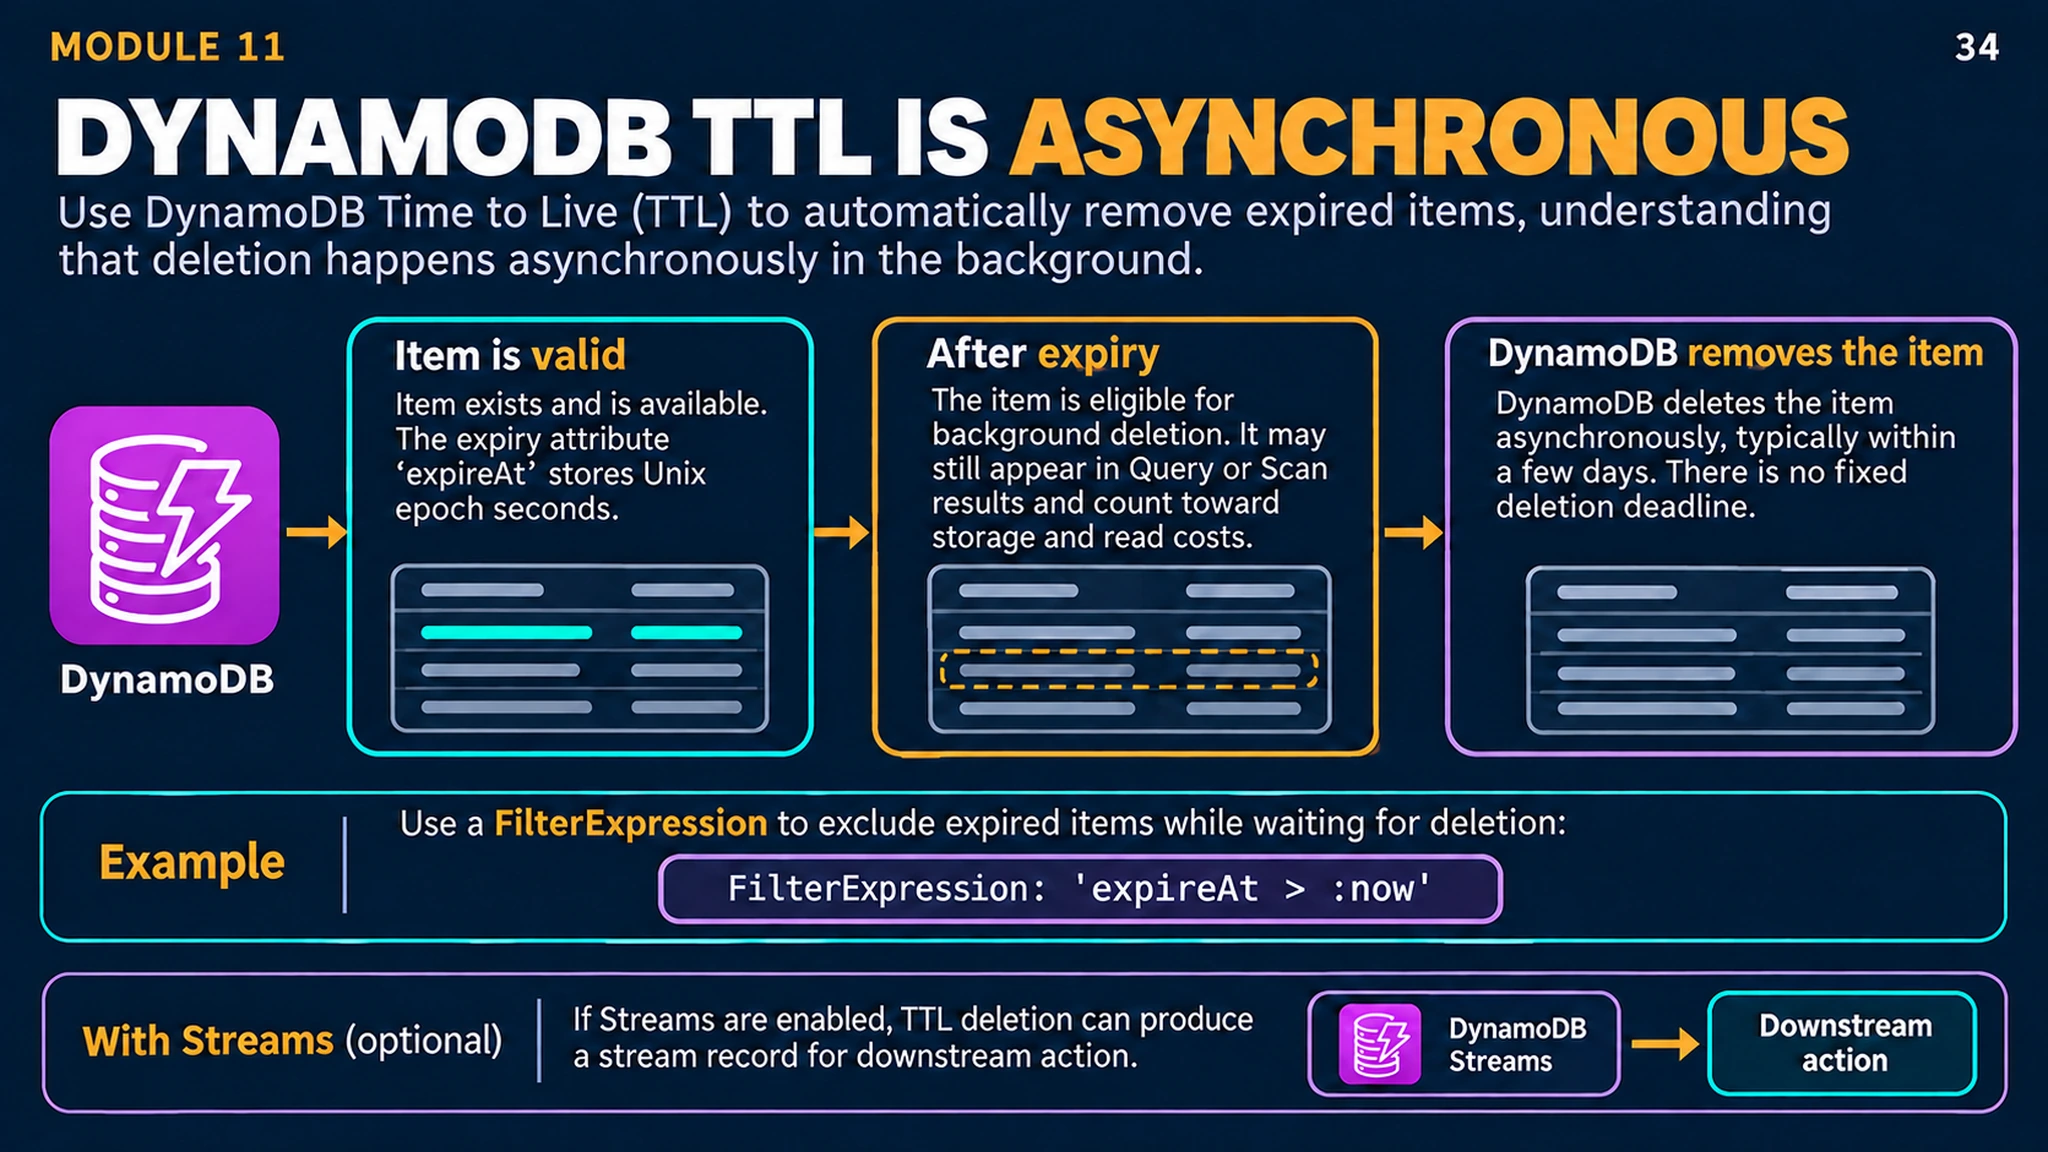 MODULE 11
34
DYNAMODB TTL IS ASYNCHRONOUS
Use DynamoDB Time to Live (TTL) to automatically remove expired items, understanding
that deletion happens asynchronously in the background.
DynamoDB
Item is valid
Item exists and is available.
The expiry attribute
‘expireAt’ stores Unix
epoch seconds.
After expiry
The item is eligible for
background deletion. It may
still appear in Query or Scan
results and count toward
storage and read costs.
DynamoDB removes the item
DynamoDB deletes the item
asynchronously, typically within
a few days. There is no fixed
deletion deadline.
Example
Use a FilterExpression to exclude expired items while waiting for deletion:
FilterExpression: 'expireAt > :now'
With Streams (optional)
If Streams are enabled, TTL deletion can produce
a stream record for downstream action.
DynamoDB
Streams
Downstream
action